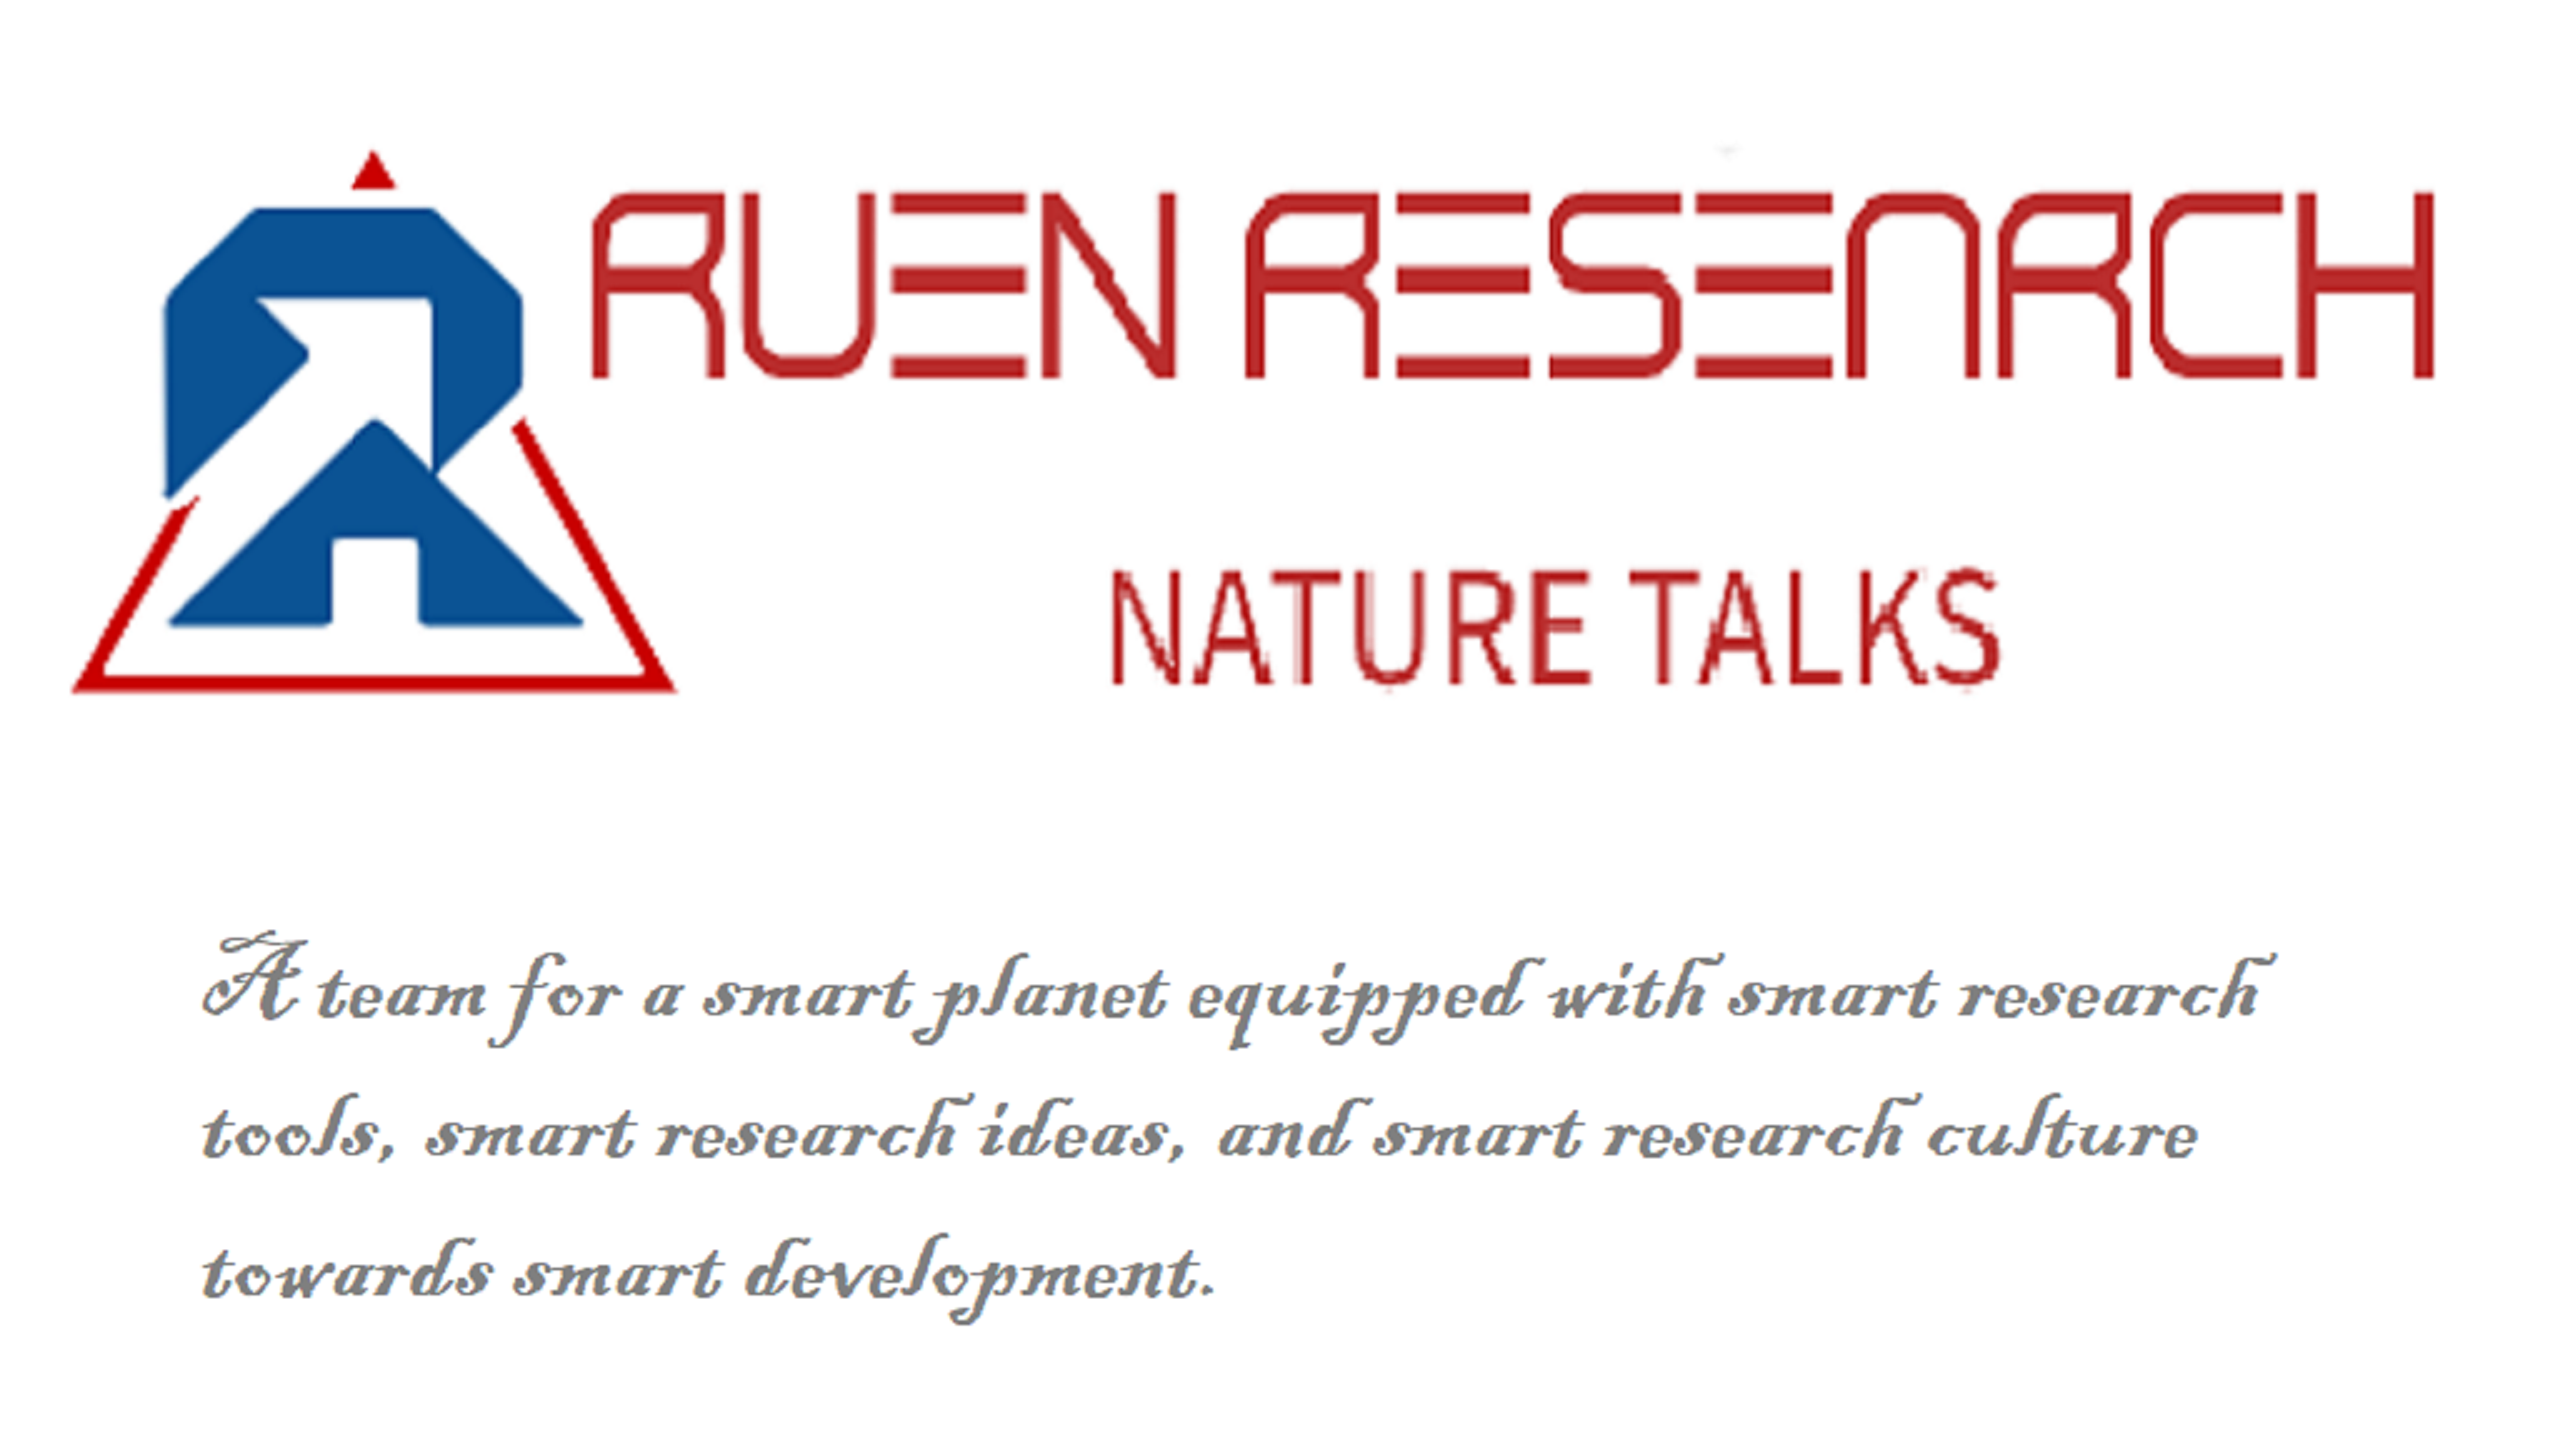 RUEN RESEARCH
NATURE TALKS
A team for a smart planet equipped with smart research
tools, smart research ideas, and smart research culture
towards smart development.